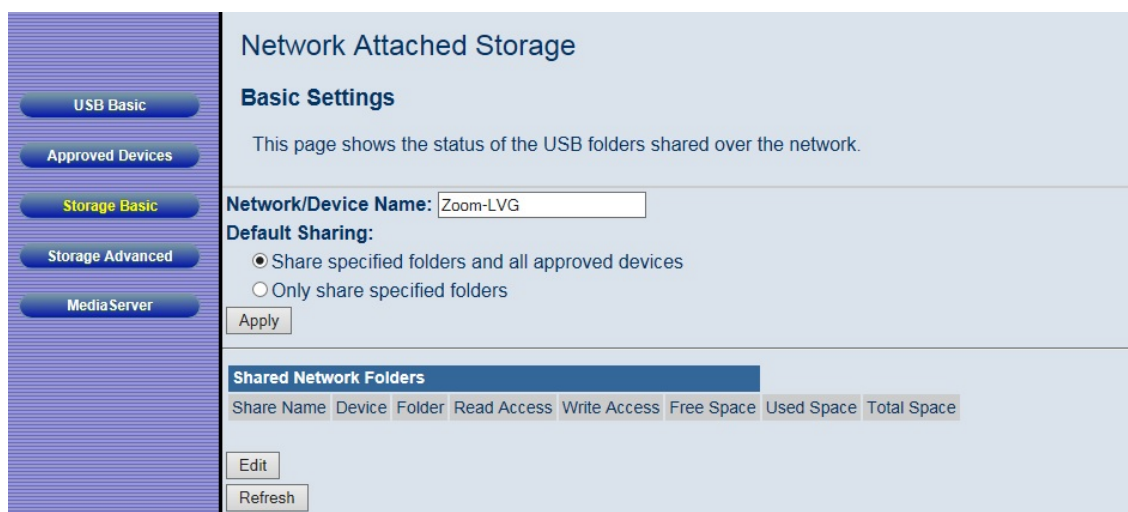 Network Attached Storage
USB Basic
Approved Devices
Storage Basic
Storage Advanced
MediaServer
Basic Settings
This page shows the status of the USB folders shared over the network.
Network/Device Name: Zoom-LVG
Default Sharing:
Share specified folders and all approved devices
Only share specified folders
Apply
Shared Network Folders
Share Name Device Folder Read Access Write Access Free Space Used Space Total Space
Edit
Refresh